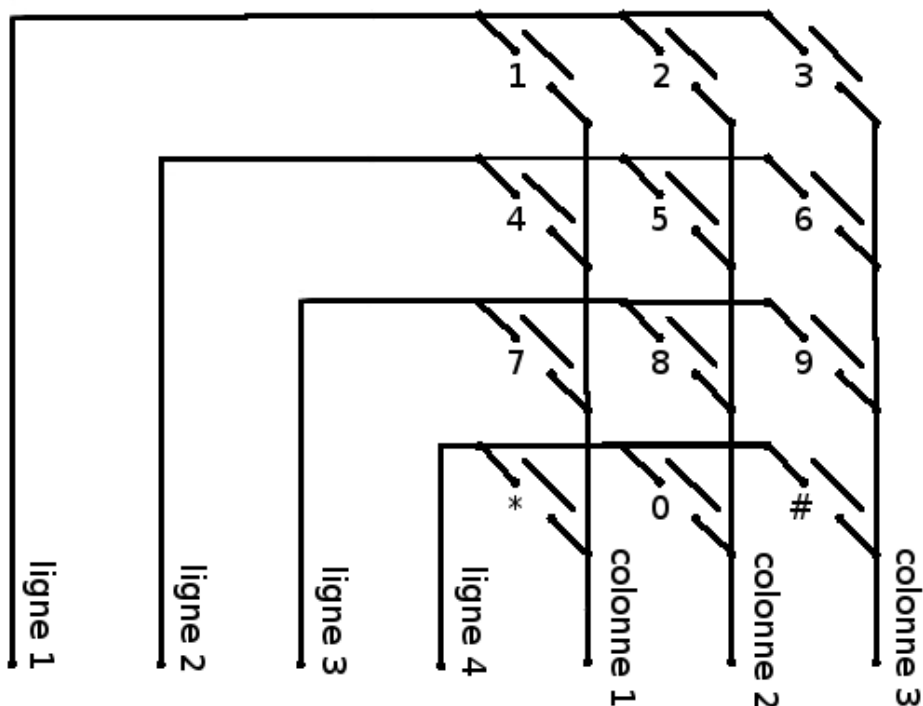 1 2 3
4 5 6
7 8 9
* 0 #
ligne 1
ligne 2
ligne 3
ligne 4
colonne 1
colonne 2
colonne 3